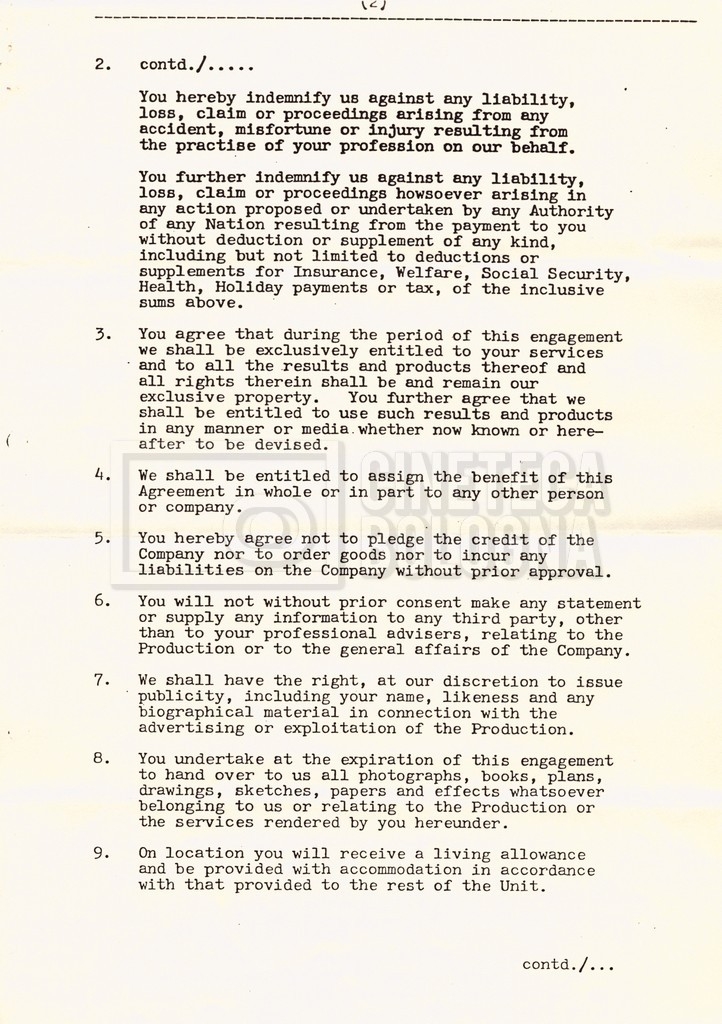 (2)
2. contd./.....
You hereby indemnify us against any liability,
loss, claim or proceedings arising from any
accident, misfortune or injury resulting from
the practise of your profession on our behalf.
You further indemnify us against any liability,
loss, claim or proceedings howsoever arising in
any action proposed or undertaken by any Authority
of any Nation resulting from the payment to you
without deduction or supplement of any kind,
including but not limited to deductions or
supplements for Insurance, Welfare, Social Security,
Health, Holiday payments or tax, of the inclusive
sums above.
3. You agree that during the period of this engagement
we shall be exclusively entitled to your services
and to all the results and products thereof and
all rights therein shall be and remain our
exclusive property. You further agree that we
shall be entitled to use such results and products
in any manner or media whether now known or here-
after to be devised.
4. We shall be entitled to assign the benefit of this
Agreement in whole or in part to any other person
or company.
5. You hereby agree not to pledge the credit of the
Company nor to order goods nor to incur any
liabilities on the Company without prior approval.
CINETECA
BOLOGNA
6. You will not without prior consent make any statement
or supply any information to any third party, other
than to your professional advisers, relating to the
Production or to the general affairs of the Company.
7. We shall have the right, at our discretion to issue
publicity, including your name, likeness and any
biographical material in connection with the
advertising or exploitation of the Production.
8. You undertake at the expiration of this engagement
to hand over to us all photographs, books, plans,
drawings, sketches, papers and effects whatsoever
belonging to us or relating to the Production or
the services rendered by you hereunder.
9. On location you will receive a living allowance
and be provided with accommodation in accordance
with that provided to the rest of the Unit.
contd./...